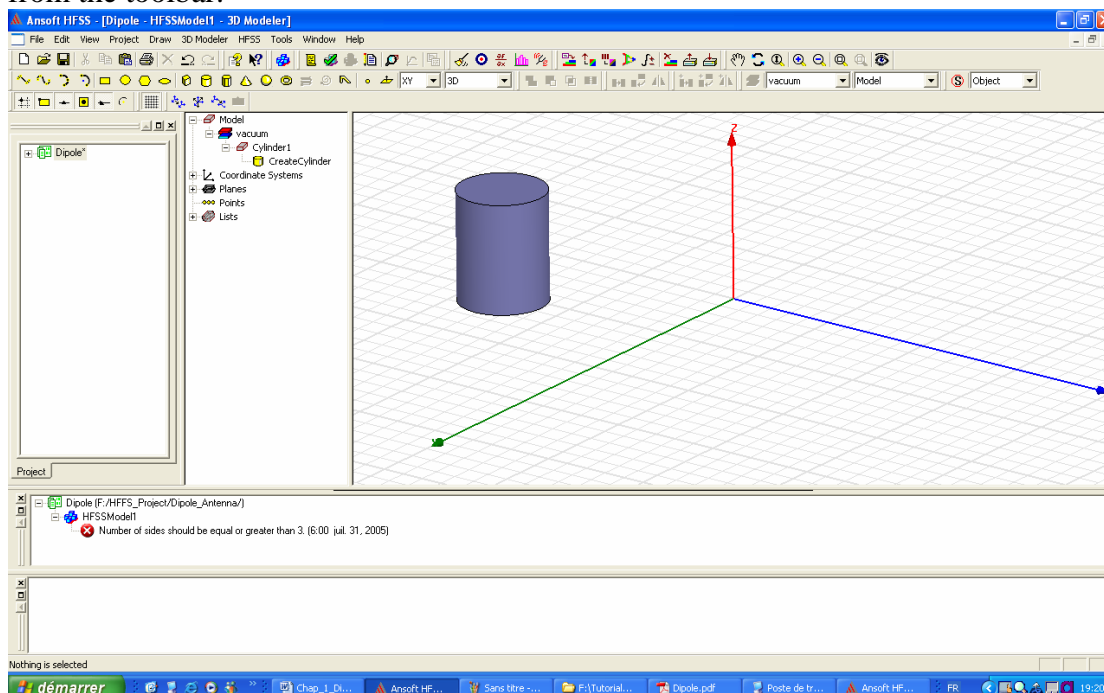 from the toolbar.
Ansoft HFSS - [Dipole - HFSSModel1 - 3D Modeler]
File Edit View Project Draw 3D Modeler HFSS Tools Window Help
XY 3D vacuum Model Object
Model
vacuum
Cylinder1
CreateCylinder
Coordinate Systems
Planes
Points
Lists
Dipole*
Z
Project
Dipole (F:/HFFS_Project/Dipole_Antenna/)
HFSSModel1
Number of sides should be equal or greater than 3. (6:00 juil. 31, 2005)
Nothing is selected
démarrer Chap_1_Di... Ansoft HF... Sans titre -... F:\Tutorial... Dipole.pdf Poste de tr... Ansoft HF... FR 19:20